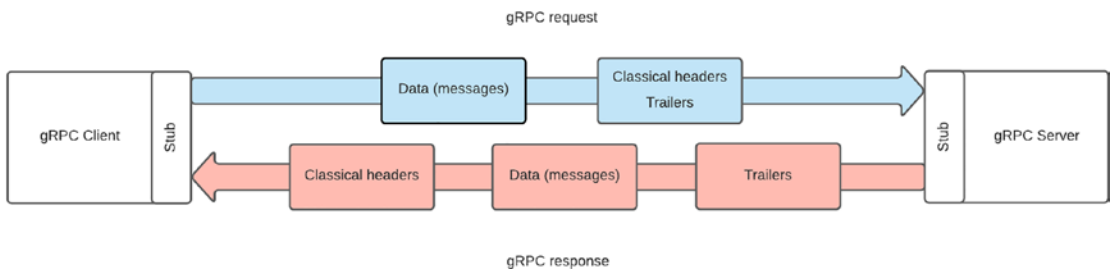 gRPC request
gRPC Client
Stub
Data (messages)
Classical headers
Trailers
Stub
gRPC Server
Classical headers
Data (messages)
Trailers
gRPC response